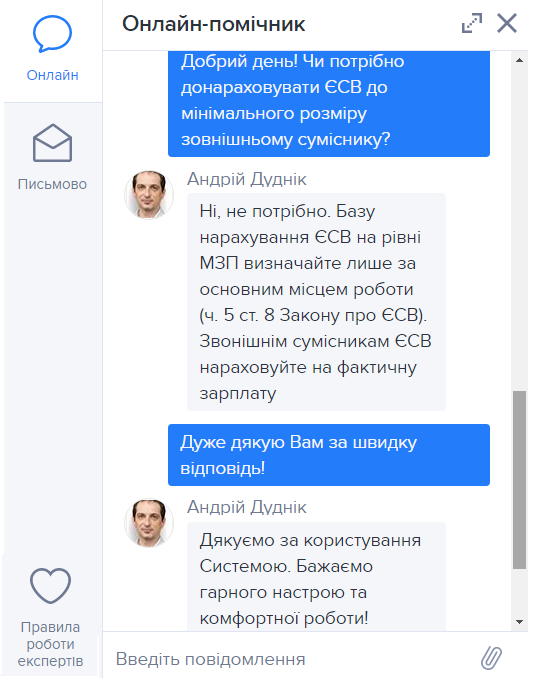 Онлайн-помічник
Онлайн
Письмово
Правила
роботи
експертів
Добрий день! Чи потрібно
донараховувати ЄСВ до
мінімального розміру
зовнішньому суміснику?
Андрій Дуднік
Ні, не потрібно. Базу
нарахування ЄСВ на рівні
МЗП визначайте лише за
основним місцем роботи
(ч. 5 ст. 8 Закону про ЄСВ).
Звоνнішнім сумісникам ЄСВ
нараховуйте на фактичну
зарплату
Дуже дякую Вам за швидку
відповідь!
Андрій Дуднік
Дякуємо за користування
Системою. Бажаємо
гарного настрою та
комфортної роботи!
Введіть повідомлення